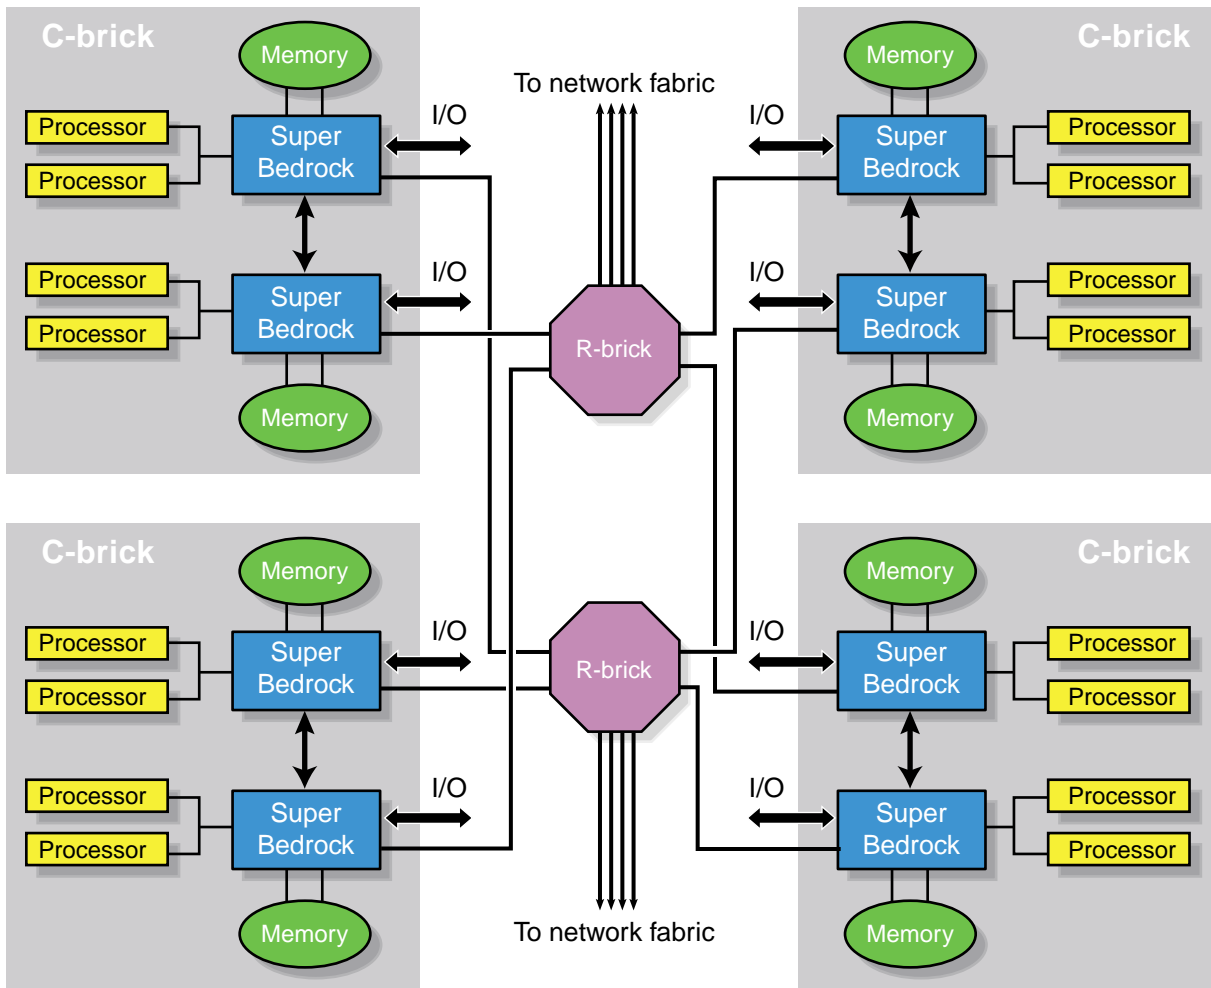 C-brick
Memory
I/O
Processor
Super
Bedrock
Processor
I/O
Processor
Super
Bedrock
Processor
Memory
To network fabric
C-brick
Memory
I/O
Super
Bedrock
Processor
Processor
I/O
Super
Bedrock
Processor
Processor
Memory
R-brick
C-brick
Memory
I/O
Processor
Super
Bedrock
Processor
I/O
Processor
Super
Bedrock
Processor
Memory
R-brick
To network fabric
C-brick
Memory
I/O
Super
Bedrock
Processor
Processor
I/O
Super
Bedrock
Processor
Processor
Memory